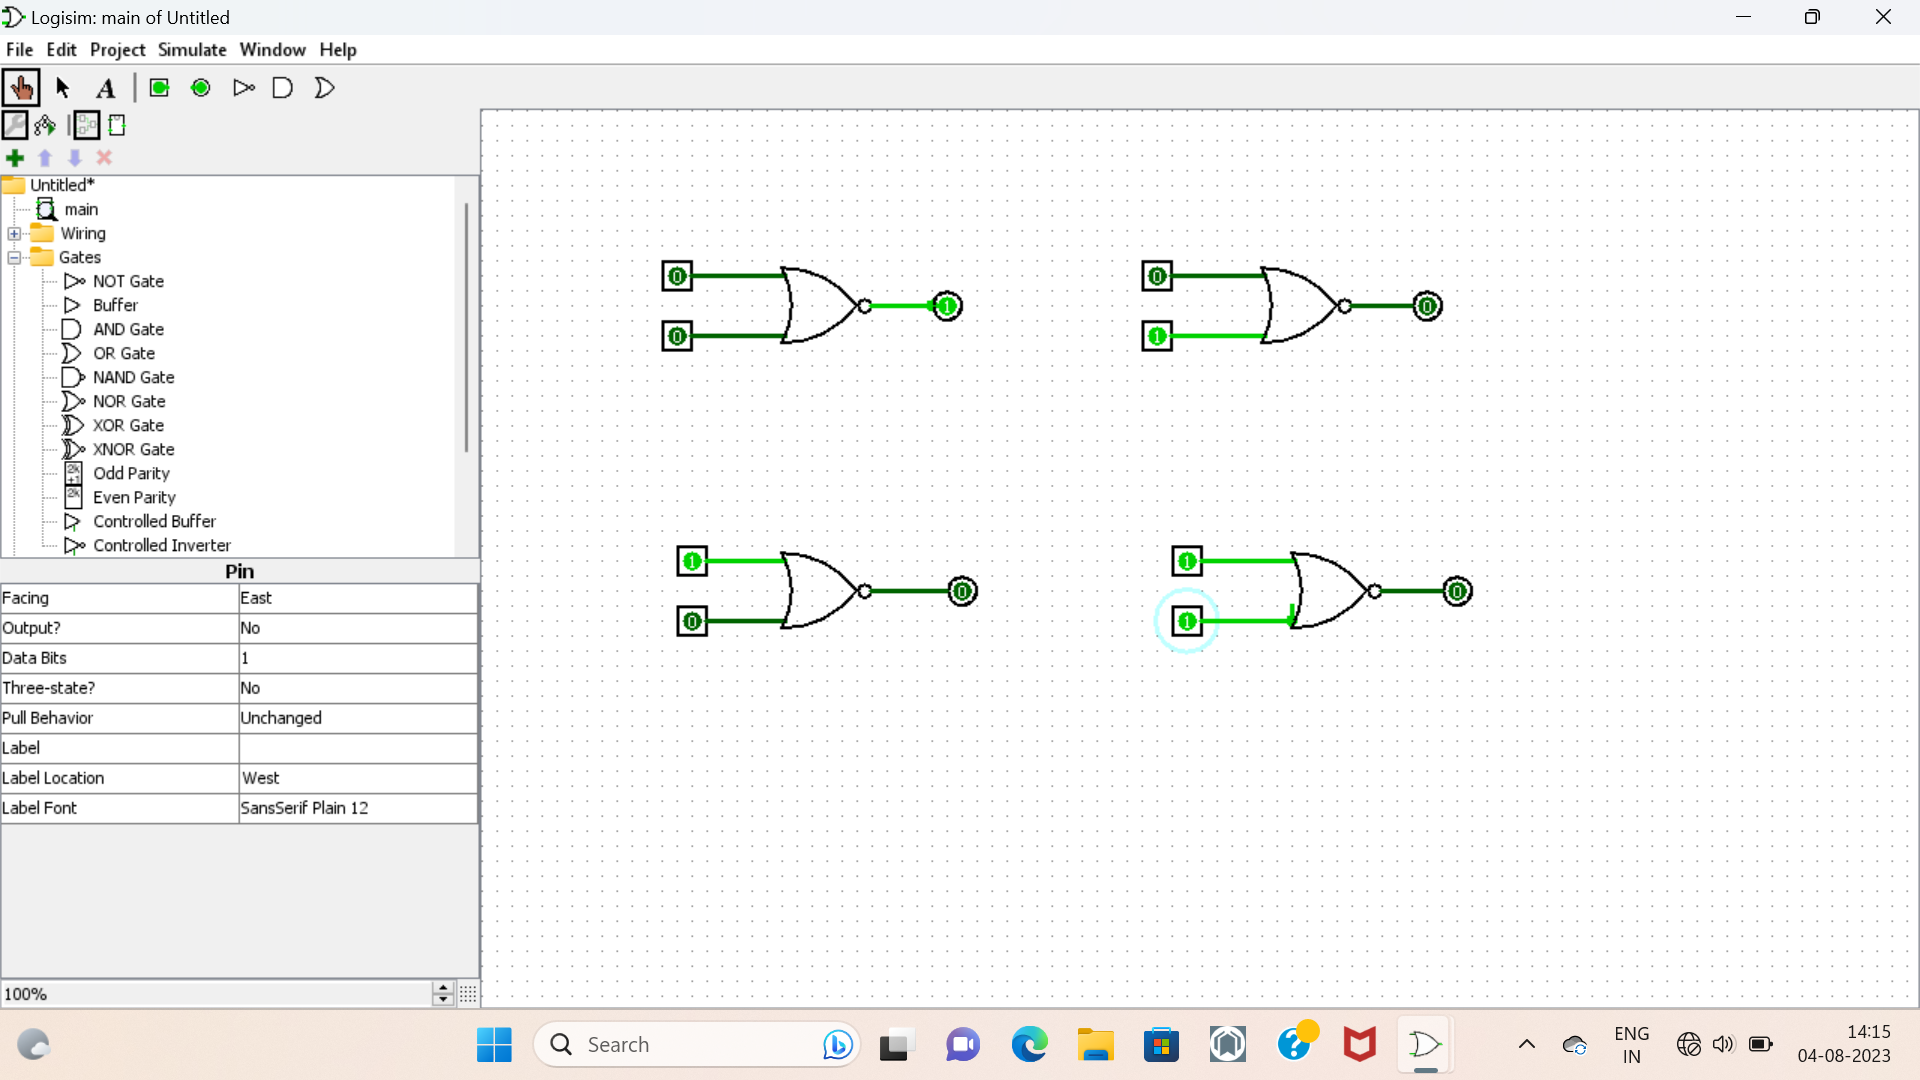 Logisim: main of Untitled
File Edit Project Simulate Window Help
A
Untitled*
main
Wiring
Gates
NOT Gate
Buffer
AND Gate
OR Gate
NAND Gate
NOR Gate
XOR Gate
XNOR Gate
2k+1 Odd Parity
2k Even Parity
Controlled Buffer
Controlled Inverter
Pin
Facing East
Output? No
Data Bits 1
Three-state? No
Pull Behavior Unchanged
Label
Label Location West
Label Font SansSerif Plain 12
100%
0
0
1
0
1
0
1
0
0
1
1
0
Search
ENG
IN
14:15
04-08-2023